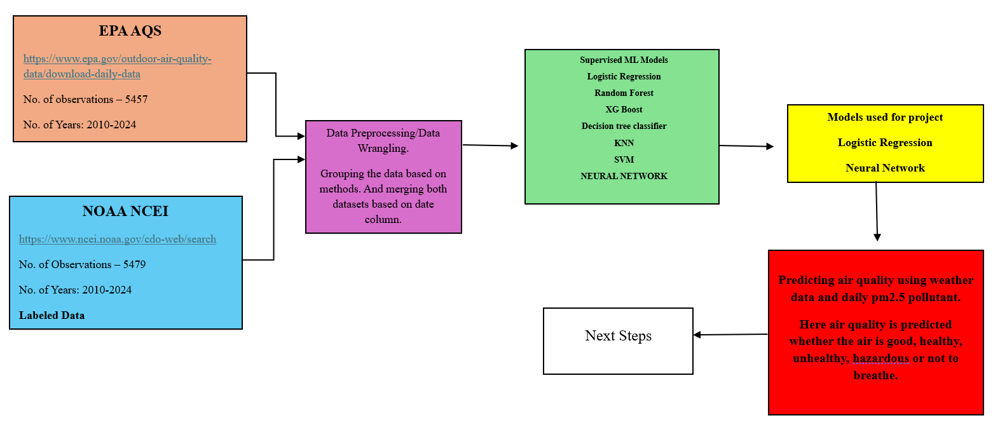 EPA AQS
https://www.epa.gov/outdoor-air-quality-
data/download-daily-data
No. of observations – 5457
No. of Years: 2010-2024
NOAA NCEI
https://www.ncei.noaa.gov/cdo-web/search
No. of Observations – 5479
No. of Years: 2010-2024
Labeled Data
Data Preprocessing/Data
Wrangling.
Grouping the data based on
methods. And merging both
datasets based on date
column.
Supervised ML Models
Logistic Regression
Random Forest
XG Boost
Decision tree classifier
KNN
SVM
NEURAL NETWORK
Models used for project
Logistic Regression
Neural Network
Predicting air quality using weather
data and daily pm2.5 pollutant.
Here air quality is predicted
whether the air is good, healthy,
unhealthy, hazardous or not to
breathe.
Next Steps